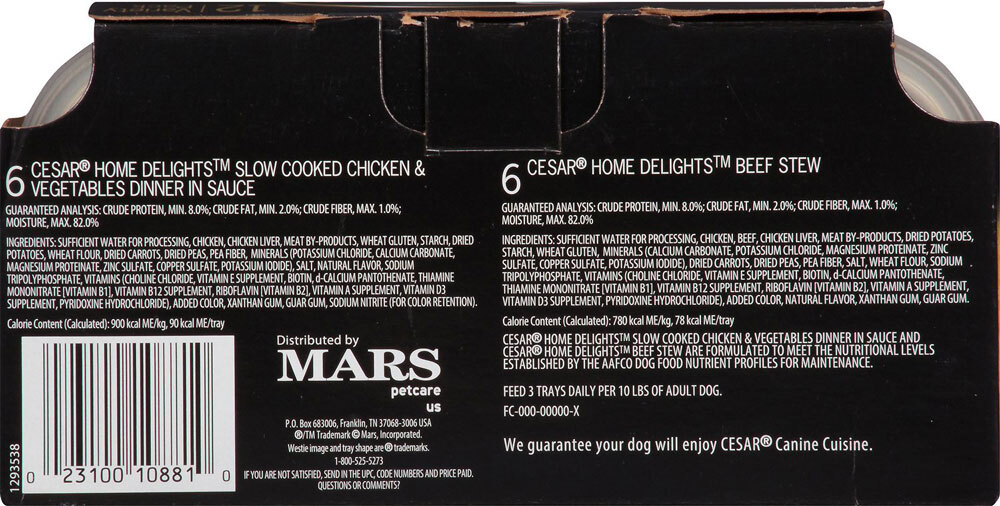 6 CESAR® HOME DELIGHTS™ SLOW COOKED CHICKEN &
VEGETABLES DINNER IN SAUCE
GUARANTEED ANALYSIS: CRUDE PROTEIN, MIN. 8.0%; CRUDE FAT, MIN. 2.0%; CRUDE FIBER, MAX. 1.0%;
MOISTURE, MAX. 82.0%
INGREDIENTS: SUFFICIENT WATER FOR PROCESSING, CHICKEN, CHICKEN LIVER, MEAT BY-PRODUCTS, WHEAT GLUTEN, STARCH, DRIED
POTATOES, WHEAT FLOUR, DRIED CARROTS, DRIED PEAS, PEA FIBER, MINERALS (POTASSIUM CHLORIDE, CALCIUM CARBONATE,
MAGNESIUM PROTEINATE, ZINC SULFATE, COPPER SULFATE, POTASSIUM IODIDE), SALT, NATURAL FLAVOR, SODIUM
TRIPOLYPHOSPHATE, VITAMINS (CHOLINE CHLORIDE, VITAMIN E SUPPLEMENT, BIOTIN, d-CALCIUM PANTOTHENATE, THIAMINE
MONONITRATE [VITAMIN B1], VITAMIN B12 SUPPLEMENT, RIBOFLAVIN [VITAMIN B2], VITAMIN A SUPPLEMENT, VITAMIN D3
SUPPLEMENT, PYRIDOXINE HYDROCHLORIDE), ADDED COLOR, XANTHAN GUM, GUAR GUM, SODIUM NITRITE (FOR COLOR RETENTION).
Calorie Content (Calculated): 900 kcal ME/kg, 90 kcal ME/tray
1293538
0 23100 10881 0
Distributed by
MARS
petcare
us
P.O. Box 683006, Franklin, TN 37068-3006 USA
®/TM Trademark © Mars, Incorporated.
Westie image and tray shape are ® trademarks.
1-800-525-5273
IF YOU ARE NOT SATISFIED, SEND IN THE UPC, CODE NUMBERS AND PRICE PAID.
QUESTIONS OR COMMENTS?
6 CESAR® HOME DELIGHTS™ BEEF STEW
GUARANTEED ANALYSIS: CRUDE PROTEIN, MIN. 8.0%; CRUDE FAT, MIN. 2.0%; CRUDE FIBER, MAX. 1.0%;
MOISTURE, MAX. 82.0%
INGREDIENTS: SUFFICIENT WATER FOR PROCESSING, CHICKEN, BEEF, CHICKEN LIVER, MEAT BY-PRODUCTS, DRIED POTATOES,
STARCH, WHEAT GLUTEN, MINERALS (CALCIUM CARBONATE, POTASSIUM CHLORIDE, MAGNESIUM PROTEINATE, ZINC
SULFATE, COPPER SULFATE, POTASSIUM IODIDE), DRIED CARROTS, DRIED PEAS, PEA FIBER, SALT, WHEAT FLOUR, SODIUM
TRIPOLYPHOSPHATE, VITAMINS (CHOLINE CHLORIDE, VITAMIN E SUPPLEMENT, BIOTIN, d-CALCIUM PANTOTHENATE,
THIAMINE MONONITRATE [VITAMIN B1], VITAMIN B12 SUPPLEMENT, RIBOFLAVIN [VITAMIN B2], VITAMIN A SUPPLEMENT,
VITAMIN D3 SUPPLEMENT, PYRIDOXINE HYDROCHLORIDE), ADDED COLOR, NATURAL FLAVOR, XANTHAN GUM, GUAR GUM.
Calorie Content (Calculated): 780 kcal ME/kg, 78 kcal ME/tray
CESAR® HOME DELIGHTS™ SLOW COOKED CHICKEN & VEGETABLES DINNER IN SAUCE AND
CESAR® HOME DELIGHTS™ BEEF STEW ARE FORMULATED TO MEET THE NUTRITIONAL LEVELS
ESTABLISHED BY THE AAFCO DOG FOOD NUTRIENT PROFILES FOR MAINTENANCE.
FEED 3 TRAYS DAILY PER 10 LBS OF ADULT DOG.
FC-000-00000-X
We guarantee your dog will enjoy CESAR® Canine Cuisine.